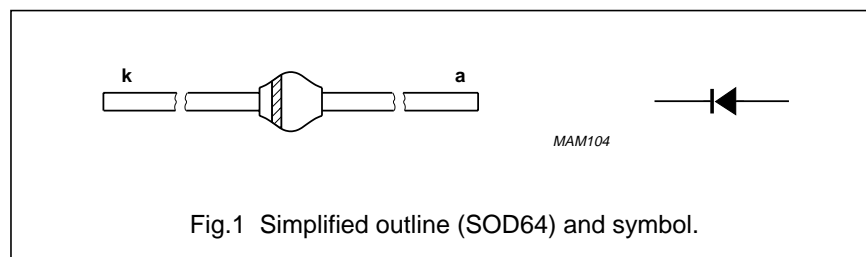 k
a
MAM104
Fig.1 Simplified outline (SOD64) and symbol.